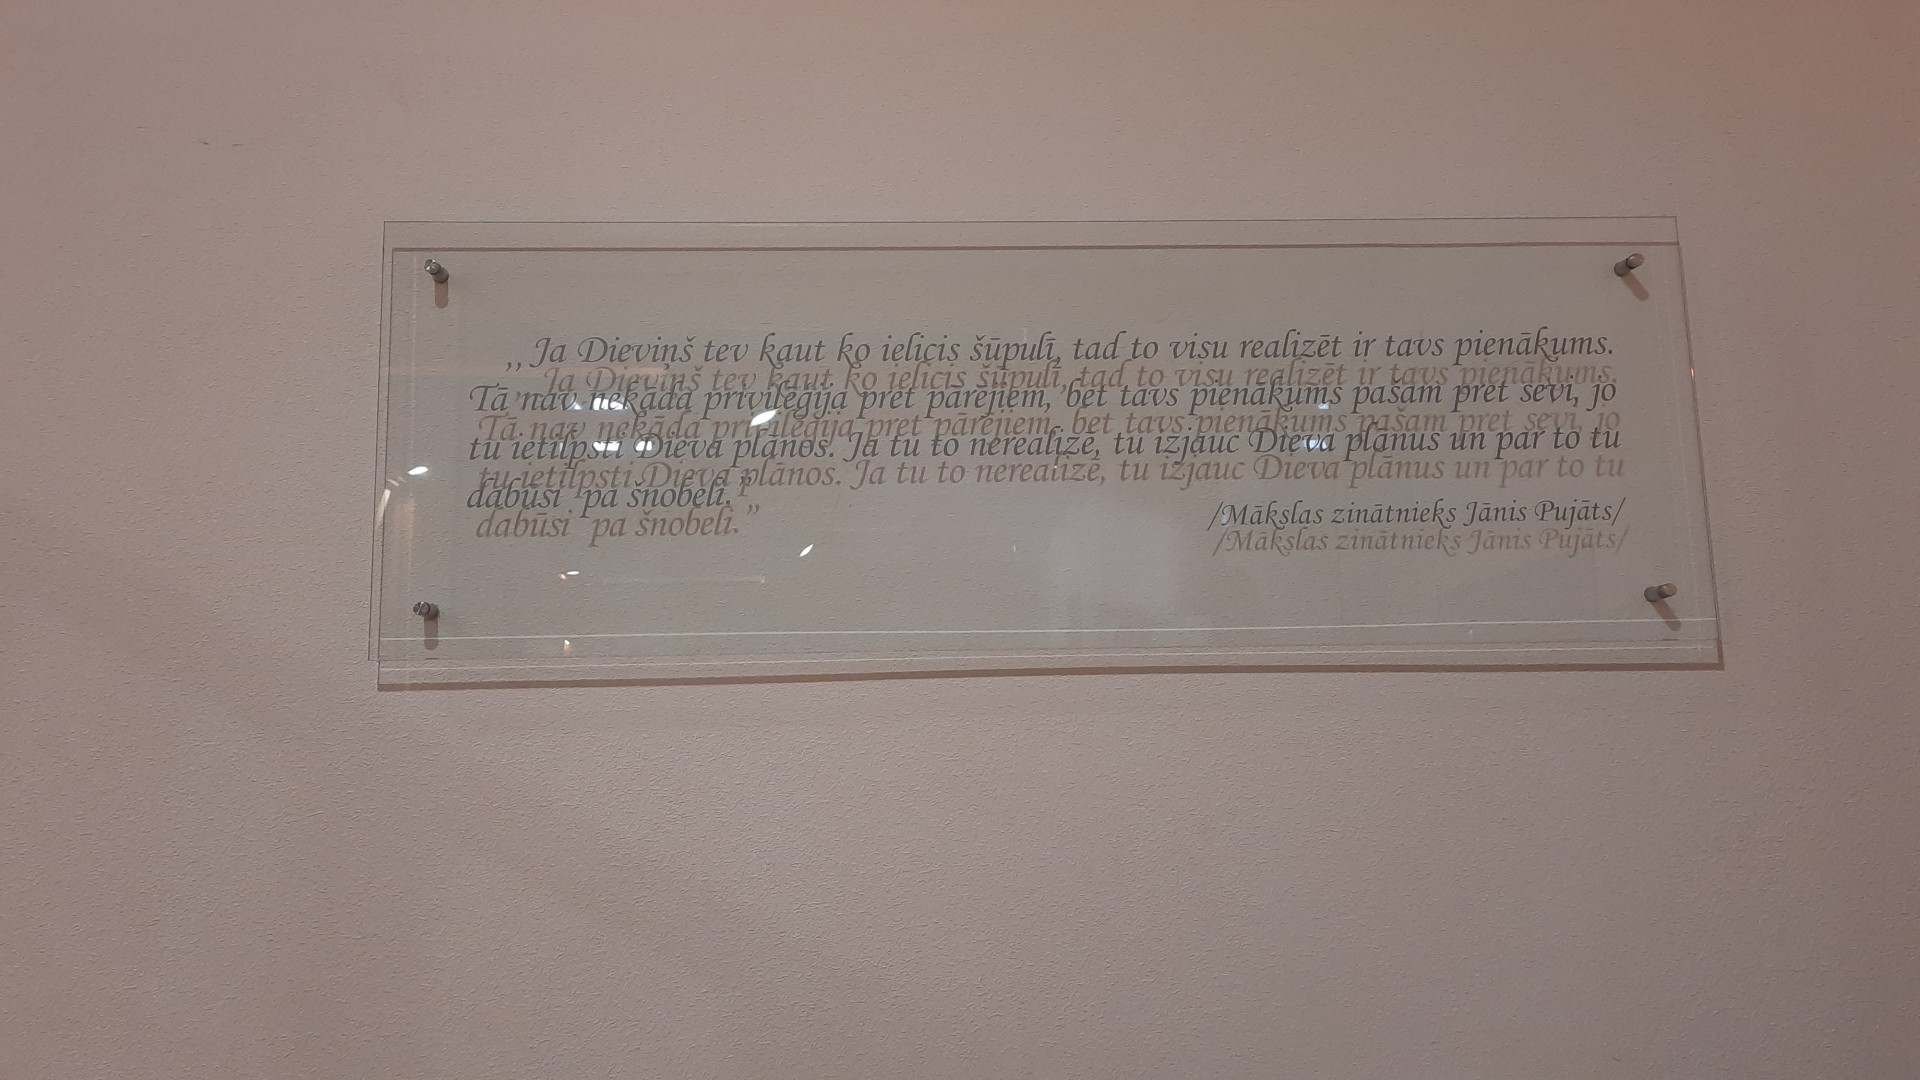 „Ja Dieviņš tev kaut ko ielicis šūpulī, tad to visu realizēt ir tavs pienākums.
Tā nav nekāda privilēģija pret pārējiem, bet tavs pienākums pašam pret sevi, jo
tu ietilpsti Dieva plānos. Ja tu to nerealizē, tu izjauc Dieva plānus un par to tu
dabūsi pa šnobeli.”
/Mākslas zinātnieks Jānis Pujāts/